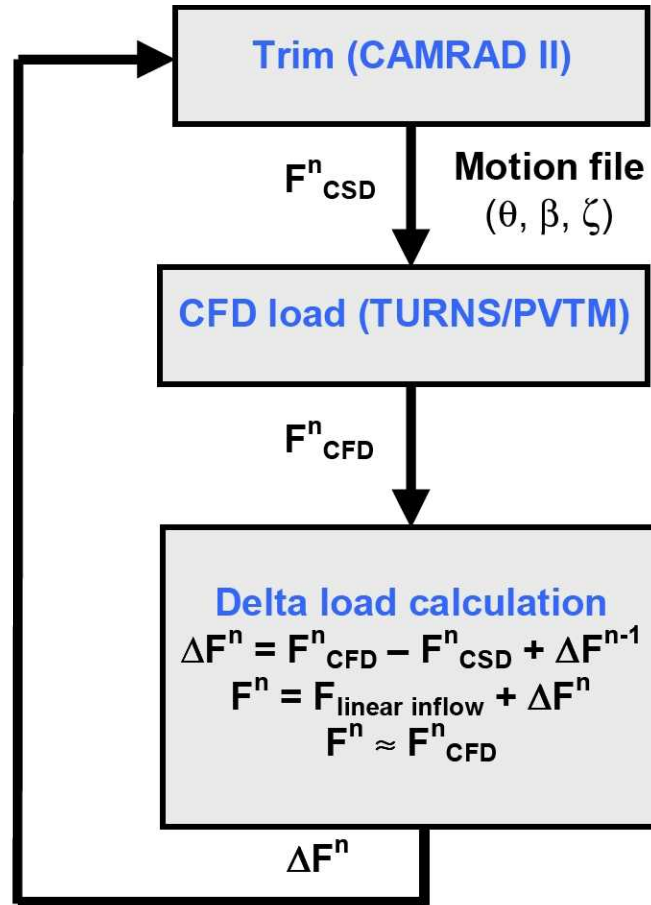 Trim (CAMRAD II)
FⁿCSD
Motion file
(θ, β, ζ)
CFD load (TURNS/PVTM)
FⁿCFD
Delta load calculation
ΔFⁿ = FⁿCFD – FⁿCSD + ΔFⁿ⁻¹
Fⁿ = Flinear inflow + ΔFⁿ
Fⁿ ≈ FⁿCFD
ΔFⁿ